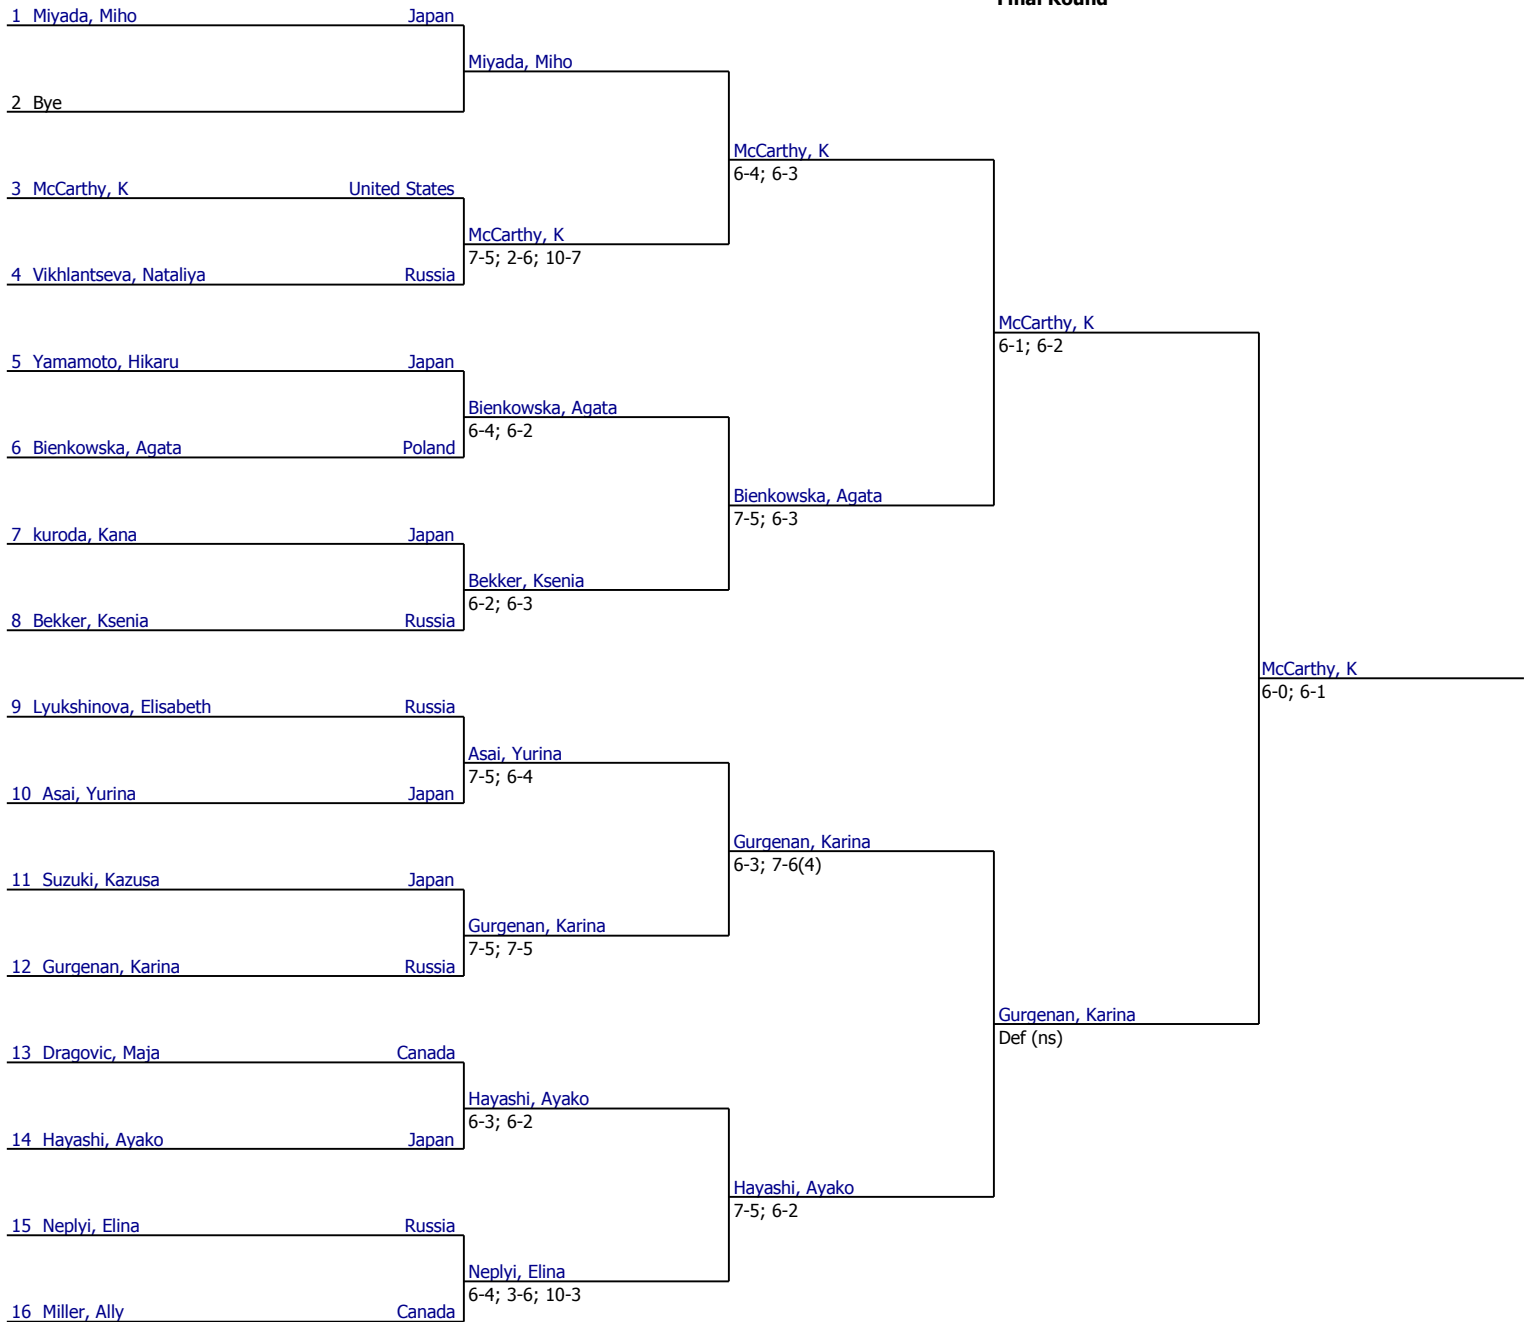 Final Round
1 Miyada, Miho Japan
Miyada, Miho
2 Bye
McCarthy, K
6-4; 6-3
3 McCarthy, K United States
McCarthy, K
7-5; 2-6; 10-7
4 Vikhlantseva, Nataliya Russia
McCarthy, K
6-1; 6-2
5 Yamamoto, Hikaru Japan
Bienkowska, Agata
6-4; 6-2
6 Bienkowska, Agata Poland
Bienkowska, Agata
7-5; 6-3
7 kuroda, Kana Japan
Bekker, Ksenia
6-2; 6-3
8 Bekker, Ksenia Russia
McCarthy, K
6-0; 6-1
9 Lyukshinova, Elisabeth Russia
Asai, Yurina
7-5; 6-4
10 Asai, Yurina Japan
Gurgenan, Karina
6-3; 7-6(4)
11 Suzuki, Kazusa Japan
Gurgenan, Karina
7-5; 7-5
12 Gurgenan, Karina Russia
Gurgenan, Karina
Def (ns)
13 Dragovic, Maja Canada
Hayashi, Ayako
6-3; 6-2
14 Hayashi, Ayako Japan
Hayashi, Ayako
7-5; 6-2
15 Neplyi, Elina Russia
Neplyi, Elina
6-4; 3-6; 10-3
16 Miller, Ally Canada